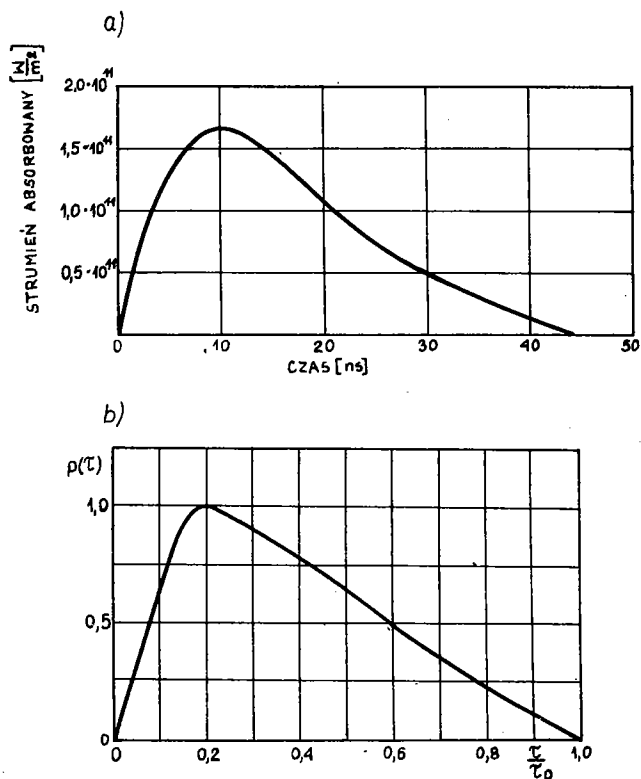 a)
STRUMIEŃ ABSORBOWANY [W/m²]
2,0·10¹¹
1,5·10¹¹
1,0·10¹¹
0,5·10¹¹
0 10 20 30 40 50
CZAS [ns]
b)
p(τ)
1,0
0,5
0
0 0,2 0,4 0,6 0,8 1,0
τ/τ₀